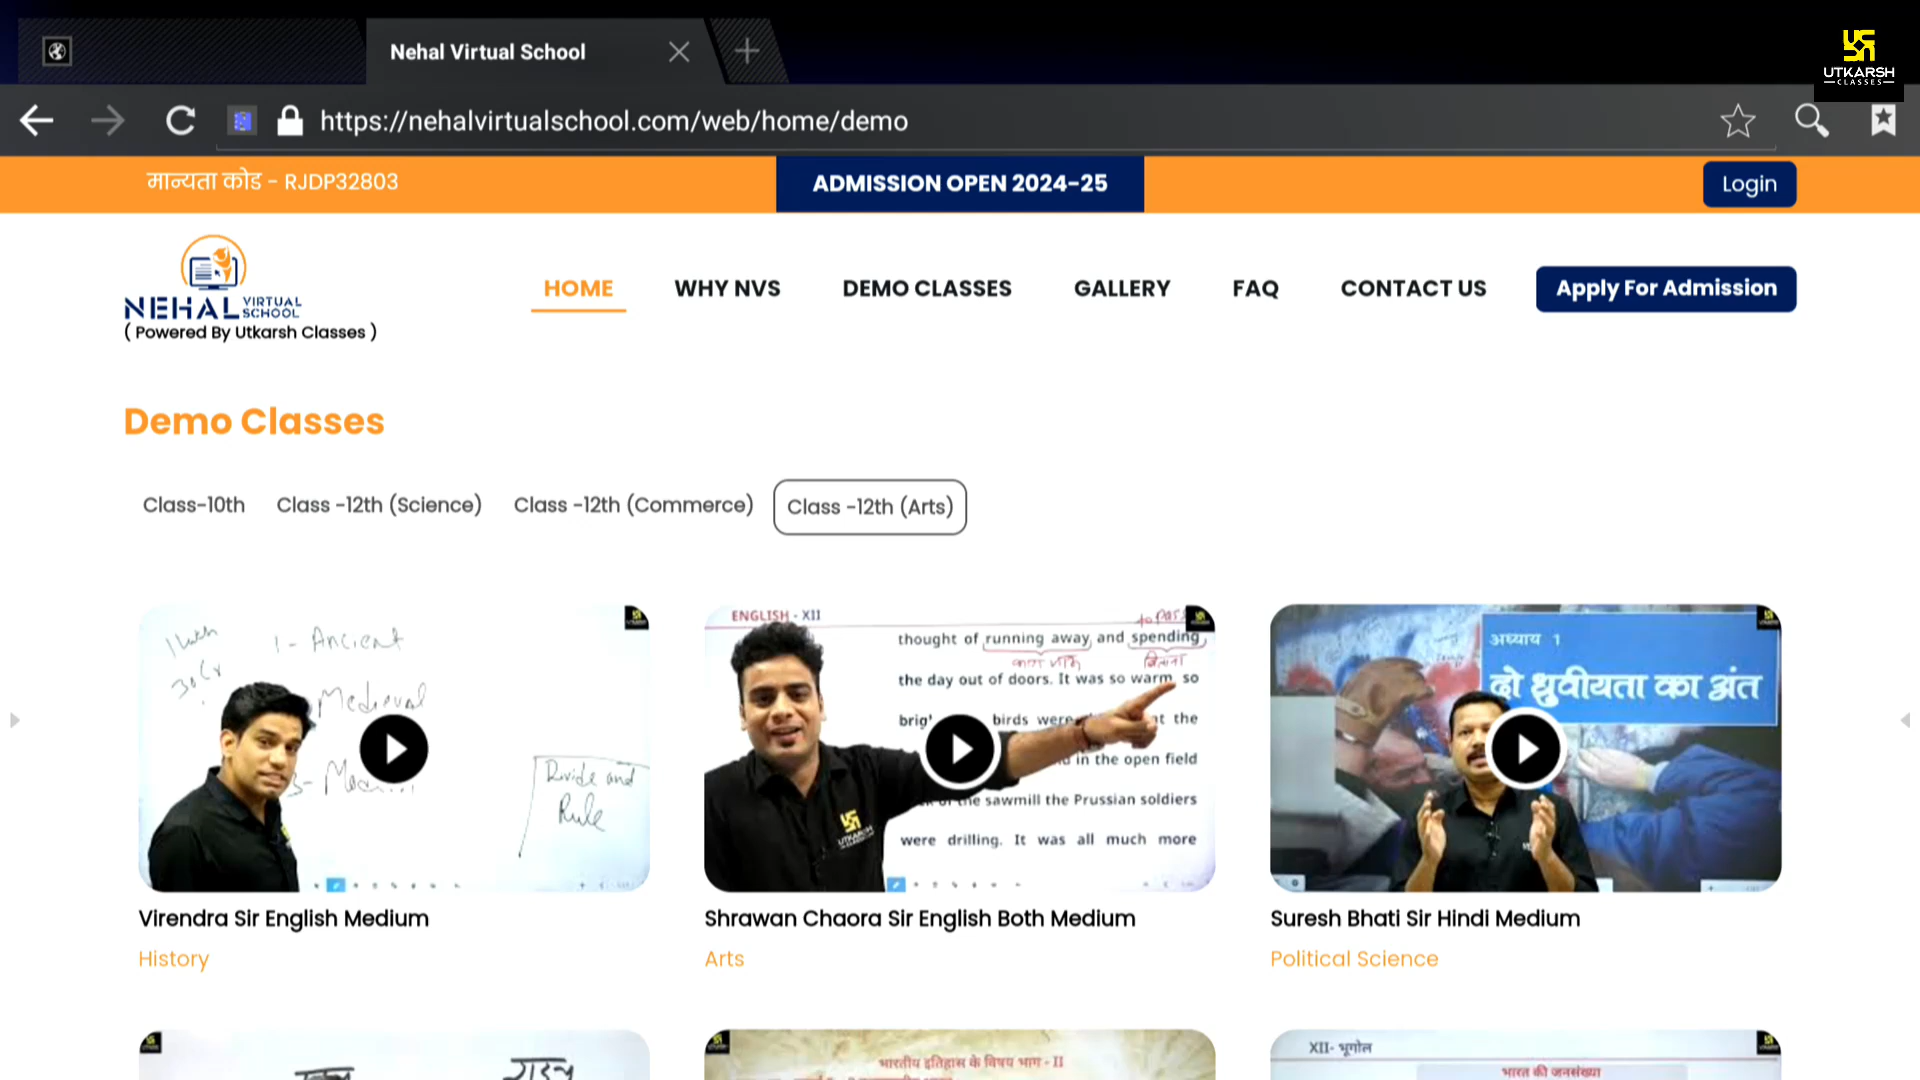 Nehal Virtual School
UTKARSH
CLASSES
https://nehalvirtualschool.com/web/home/demo
मान्यता कोड - RJDP32803
ADMISSION OPEN 2024-25
Login
NEHAL VIRTUAL SCHOOL
( Powered By Utkarsh Classes )
HOME WHY NVS DEMO CLASSES GALLERY FAQ CONTACT US Apply For Admission
Demo Classes
Class-10th Class -12th (Science) Class -12th (Commerce) Class -12th (Arts)
1 - Ancient
Medieval
Divide and
Rule
ENGLISH - XII
thought of running away and spending
the day out of doors. It was so warm so
birds were the
in the open field
the sawmill the Prussian soldiers
were drilling. It was all much more
अध्याय 1
दो ध्रुवीयता का अंत
Virendra Sir English Medium
History
Shrawan Chaora Sir English Both Medium
Arts
Suresh Bhati Sir Hindi Medium
Political Science
भारतीय इतिहास के विषय भाग - II
XII- भूगोल
भारत की जनसंख्या